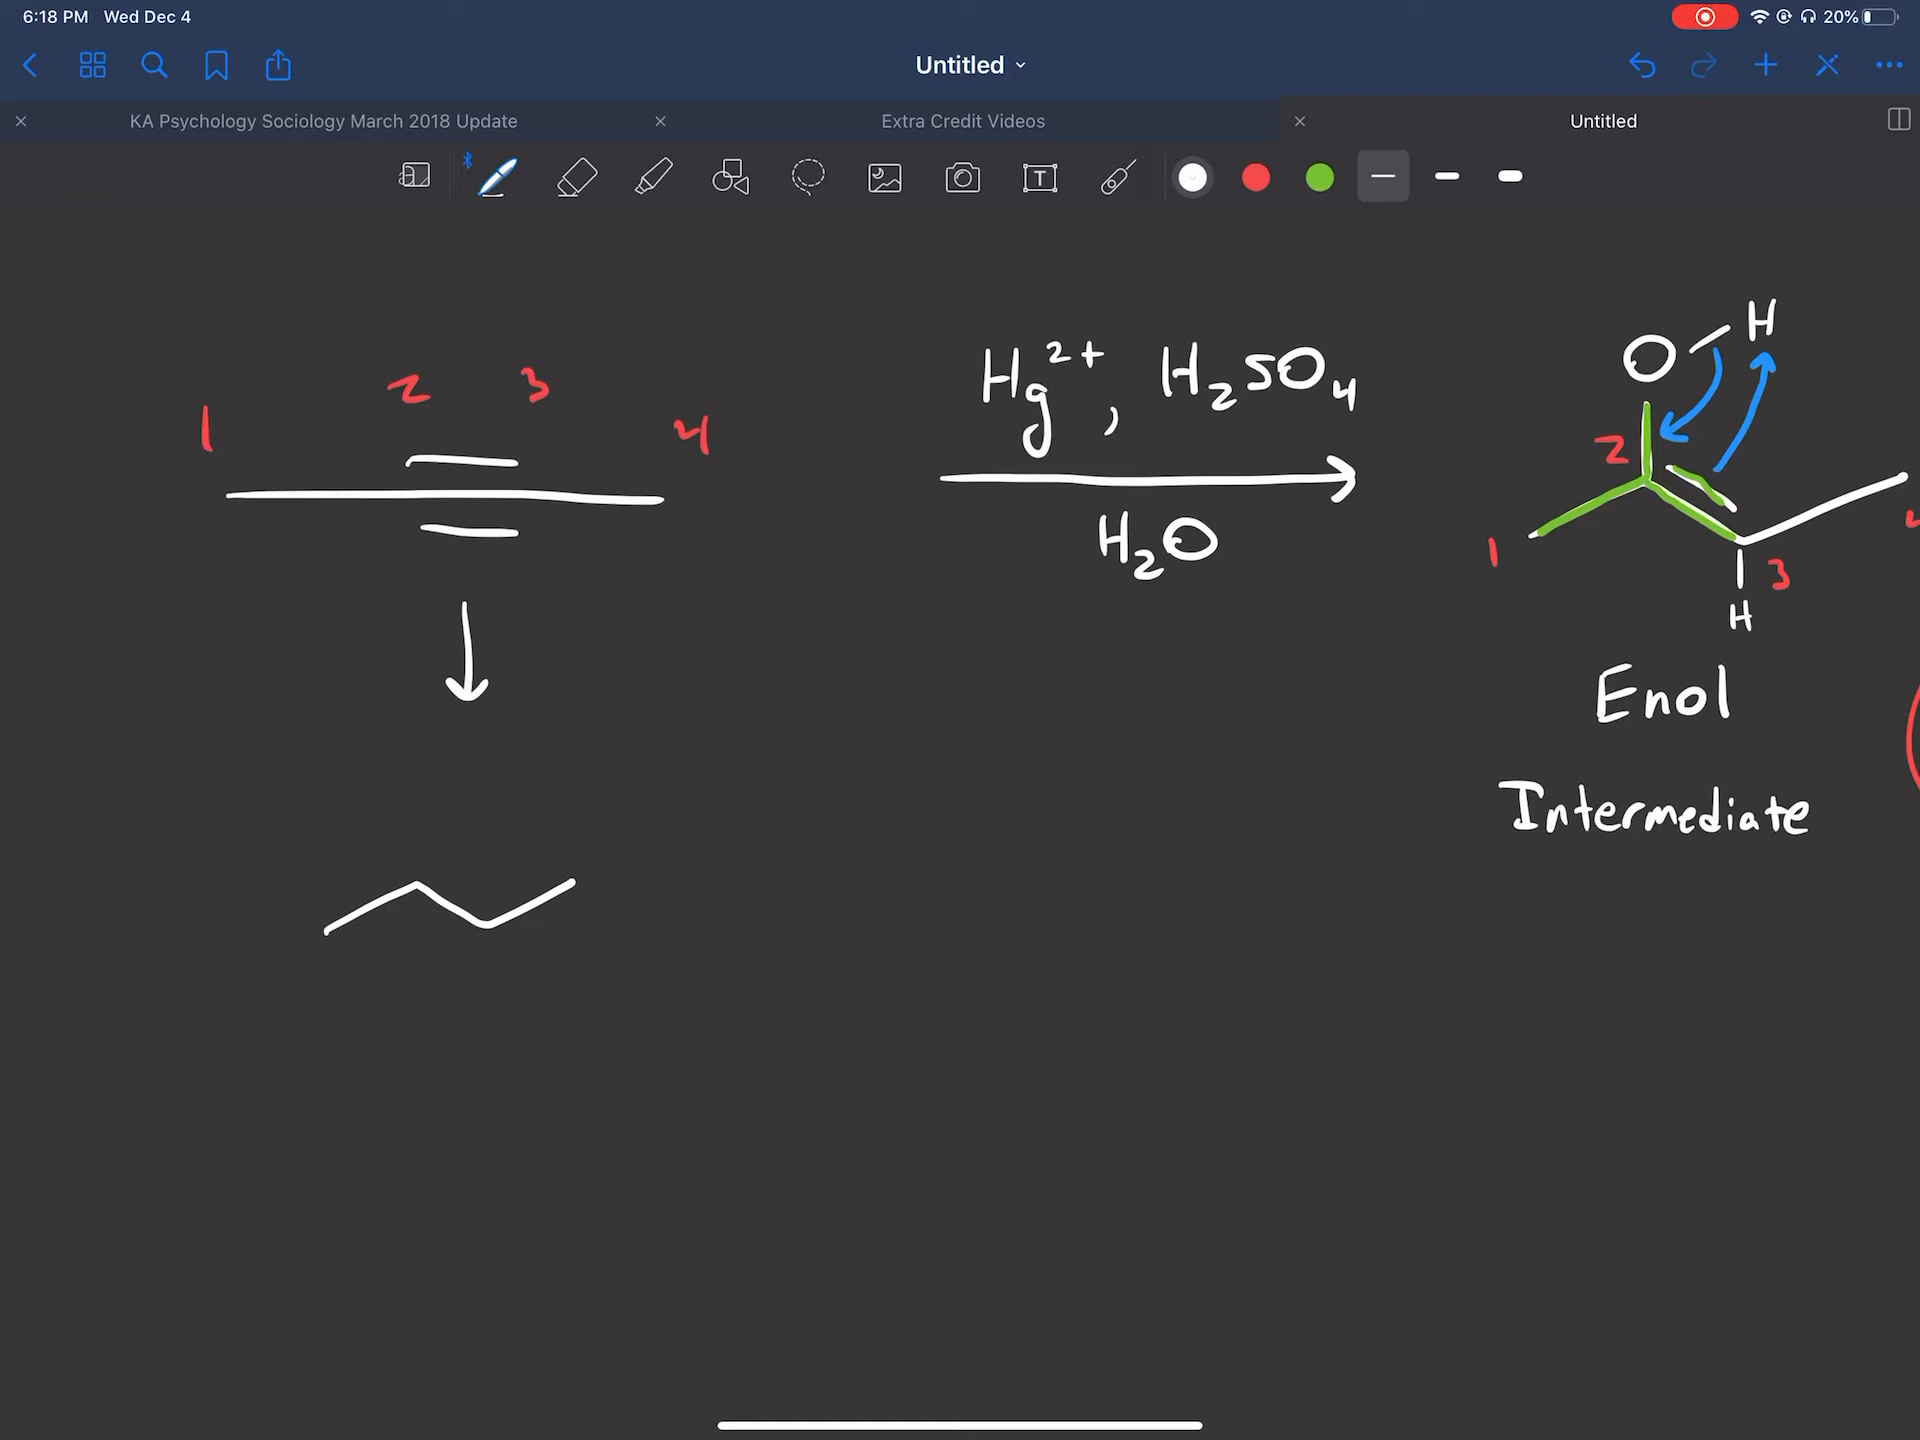 6:18 PM Wed Dec 4
20%
Untitled
KA Psychology Sociology March 2018 Update
Extra Credit Videos
Untitled
T
1 2 3 4
Hg²⁺, H₂SO₄
H₂O
O H
2
1
3
H
Enol
Intermediate